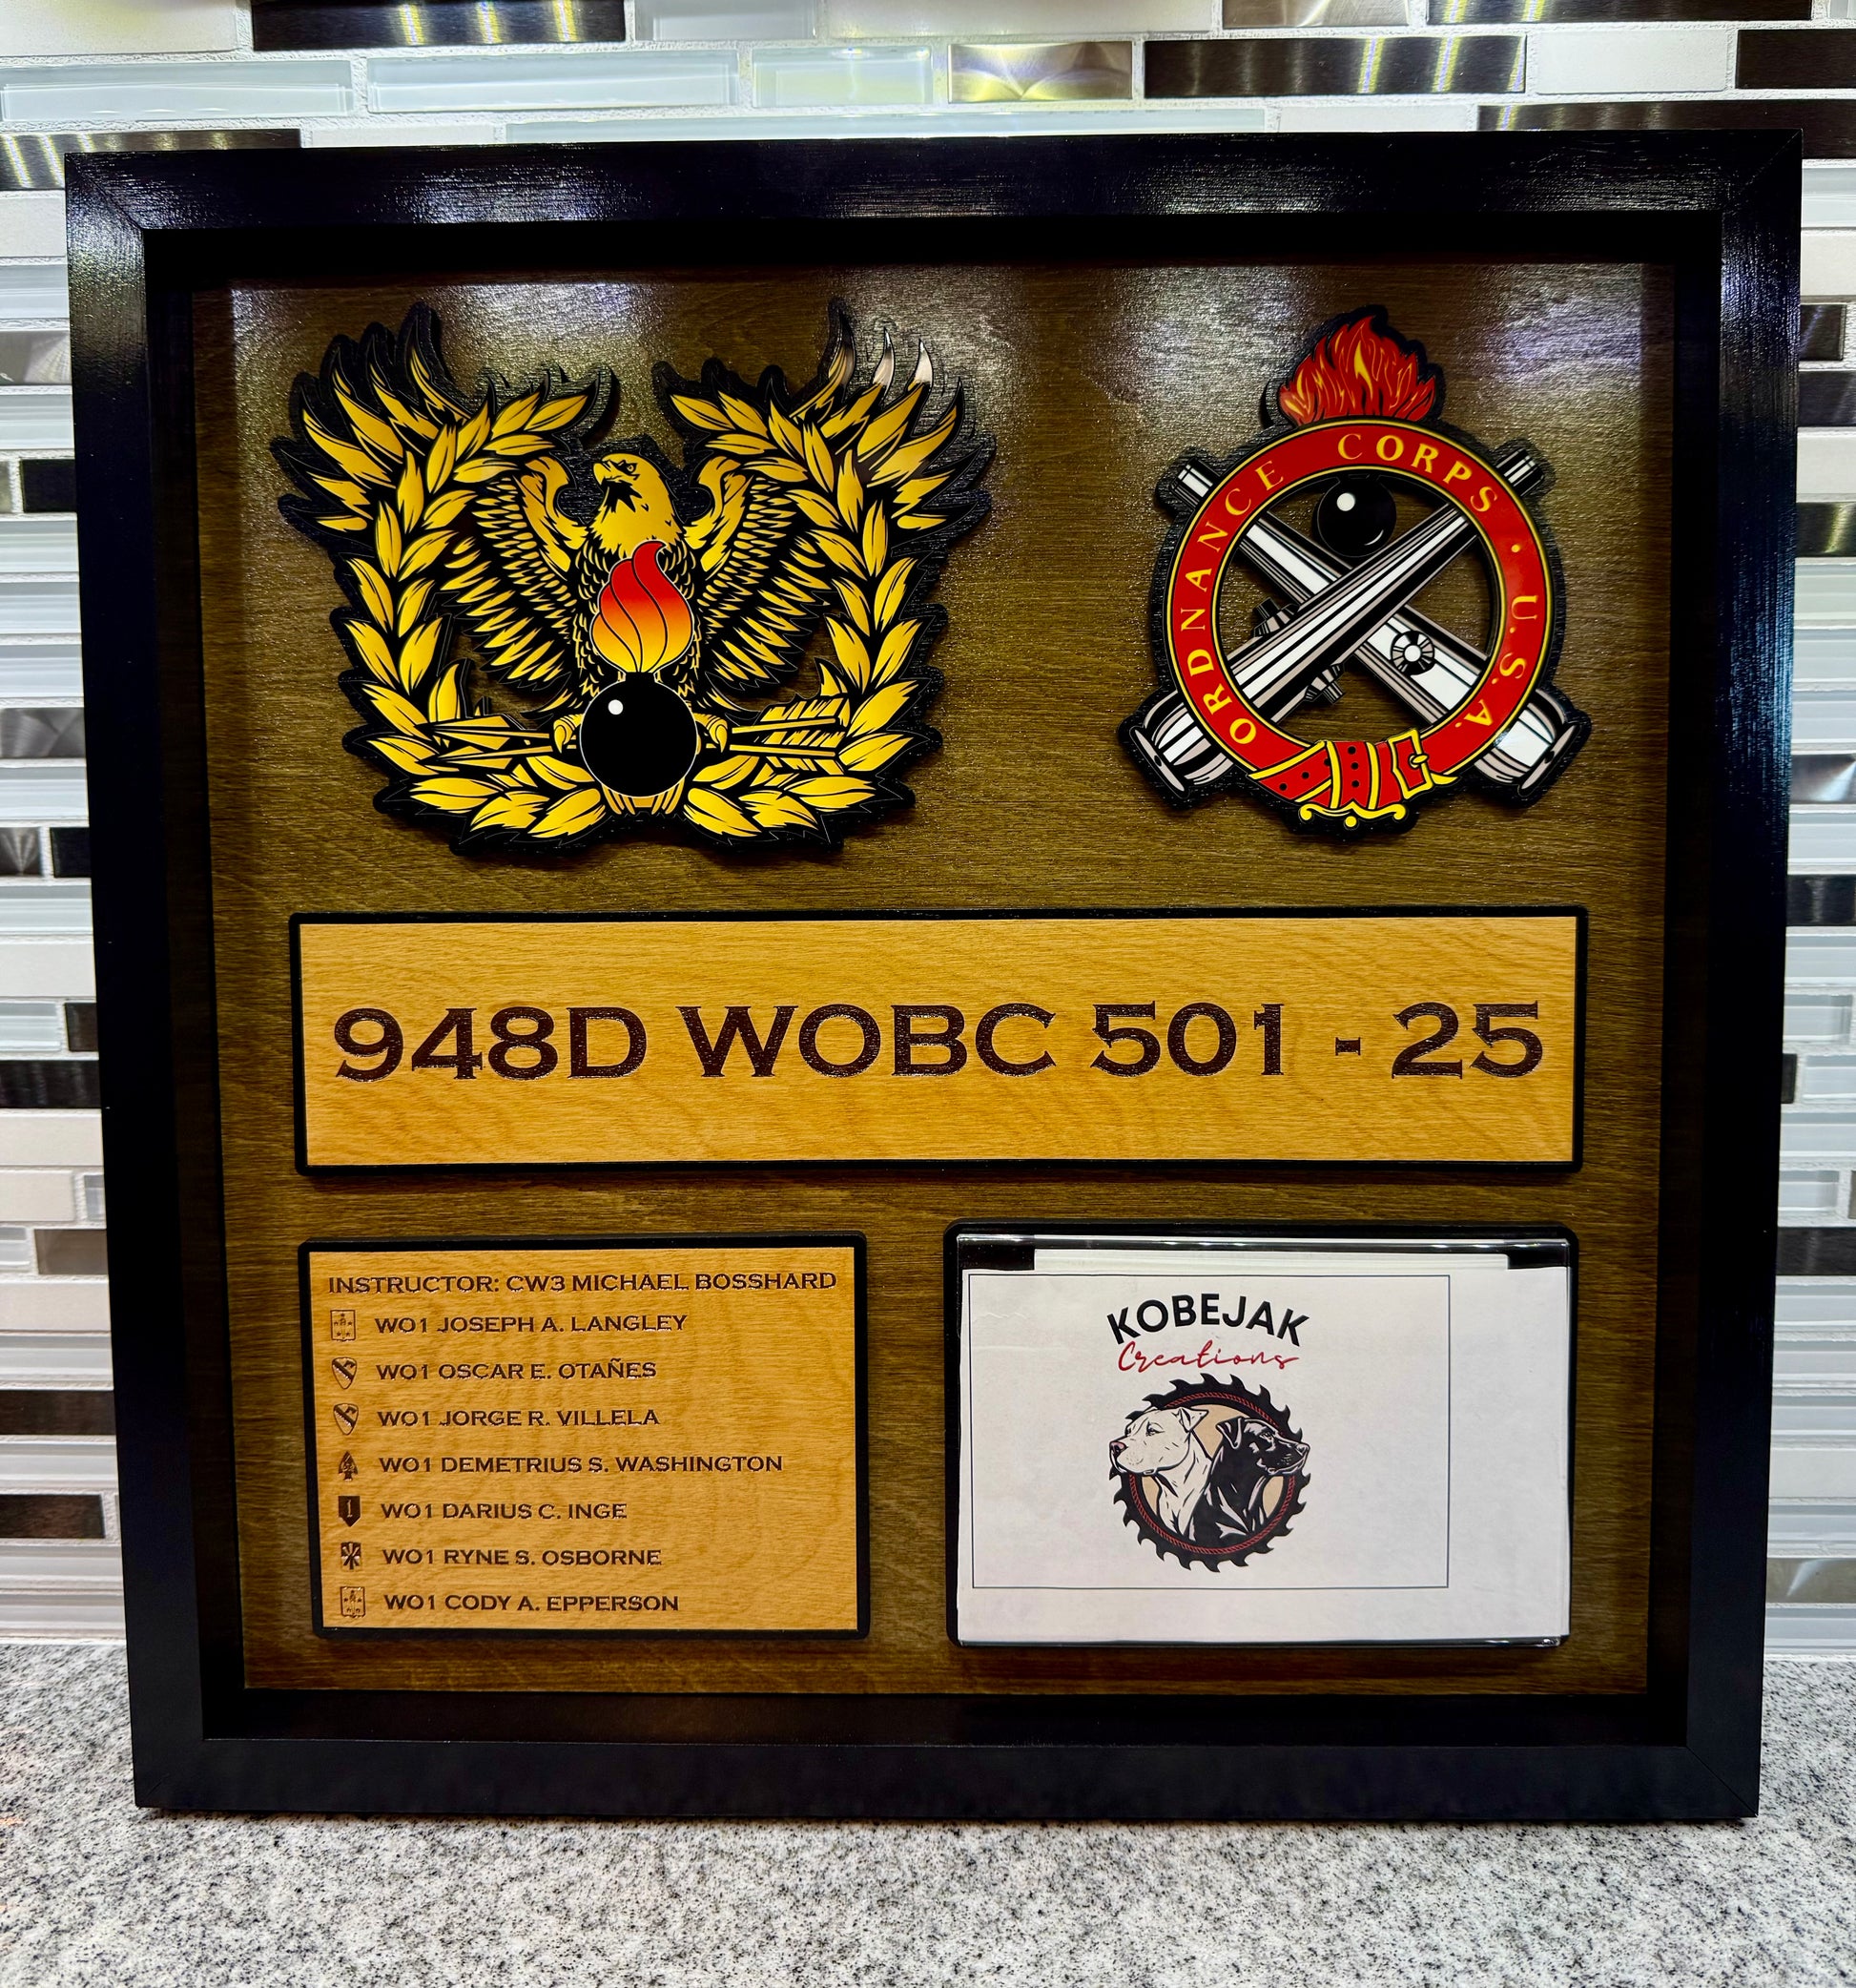 ORDNANCE CORPS · U.S.A.
948D WOBC 501 - 25
INSTRUCTOR: CW3 MICHAEL BOSSHARD
WO1 JOSEPH A. LANGLEY
WO1 OSCAR E. OTAÑES
WO1 JORGE R. VILLELA
WO1 DEMETRIUS S. WASHINGTON
1
WO1 DARIUS C. INGE
WO1 RYNE S. OSBORNE
WO1 CODY A. EPPERSON
KOBEJAK
Creations